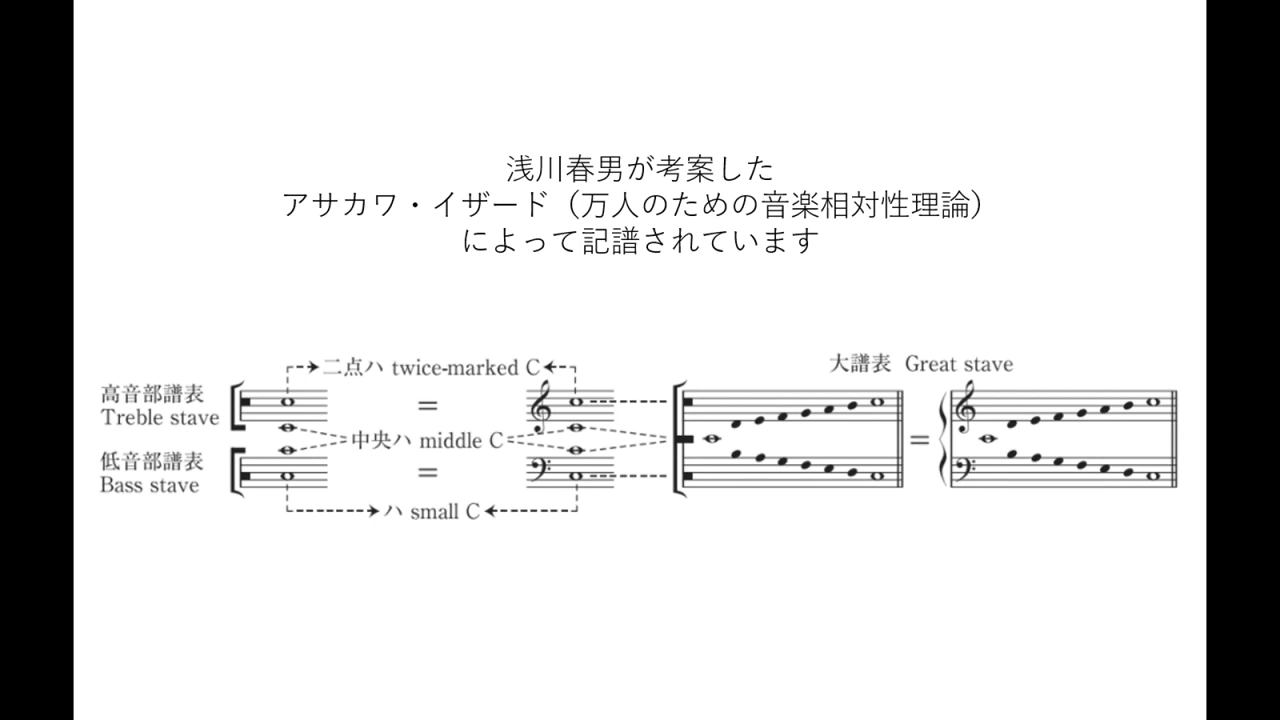 浅川春男が考案した
アサカワ・イザード（万人のための音楽相対性理論）
によって記譜されています
大譜表 Great stave
二点ハ twice-marked C
高音部譜表
Treble stave
=
中央ハ middle C
=
低音部譜表
Bass stave
=
ハ small C